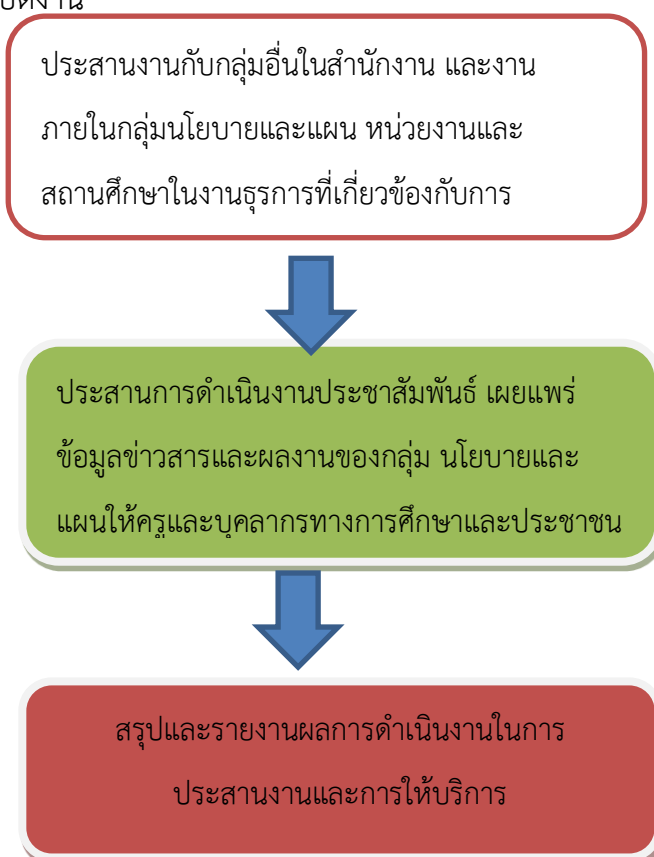 ประสานงานกับกลุ่มอื่นในสำนักงาน และงาน
ภายในกลุ่มนโยบายและแผน หน่วยงานและ
สถานศึกษาในงานธุรการที่เกี่ยวข้องกับการ
ประสานการดำเนินงานประชาสัมพันธ์ เผยแพร่
ข้อมูลข่าวสารและผลงานของกลุ่ม นโยบายและ
แผนให้ครูและบุคลากรทางการศึกษาและประชาชน
สรุปและรายงานผลการดำเนินงานในการ
ประสานงานและการให้บริการ